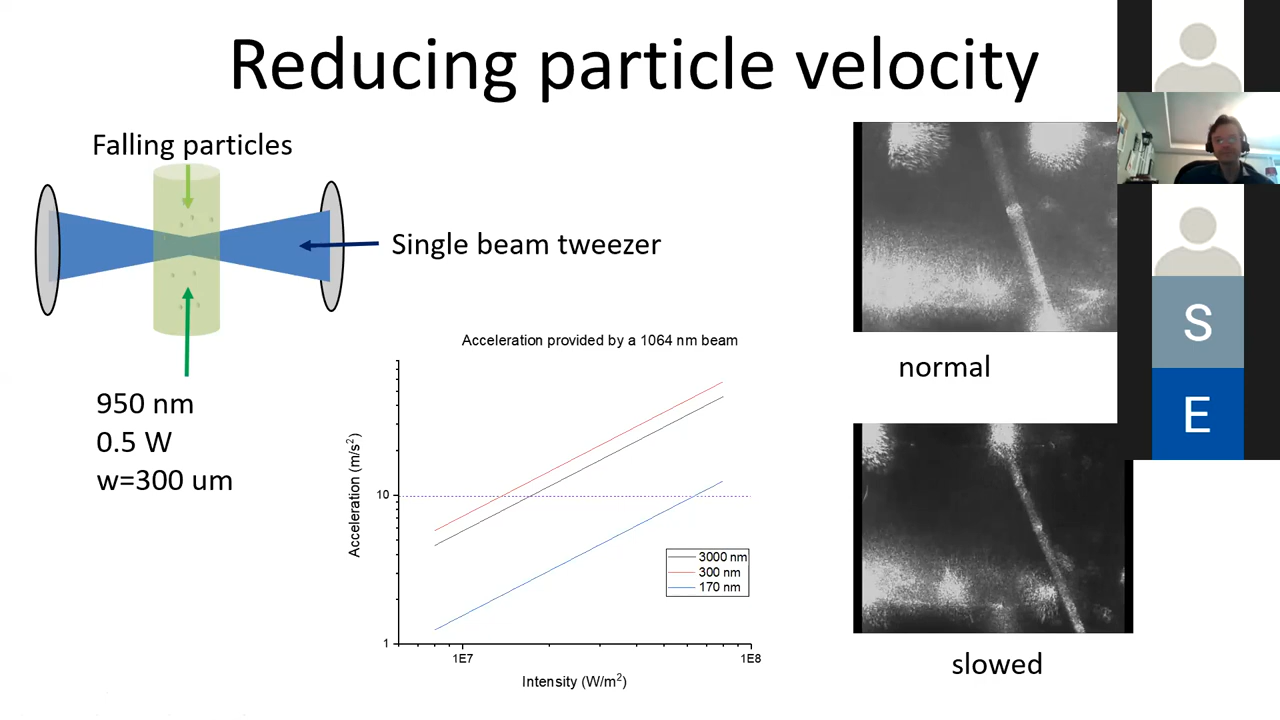 Reducing particle velocity
Falling particles
Single beam tweezer
950 nm
0.5 W
w=300 um
Acceleration provided by a 1064 nm beam
Acceleration (m/s²)
10
1
1E7
1E8
Intensity (W/m²)
3000 nm
300 nm
170 nm
normal
slowed
S
E